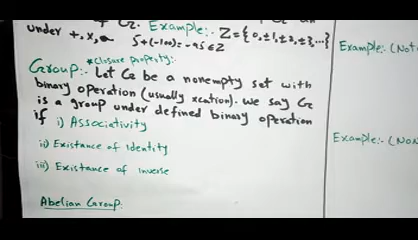 under +, x, a
Example:- Z = {0, ±1, ±2, ±3, ...}
5+(-100) = -95 ∈ Z
*Closure property:-
Group:- Let G be a nonempty set with
binary operation (usually xcation). We say G
is a group under defined binary operation
if i) Associativity
ii) Existance of Identity
iii) Existance of Inverse
Abelian Group:-
Example:- (Not
Example:- (Non